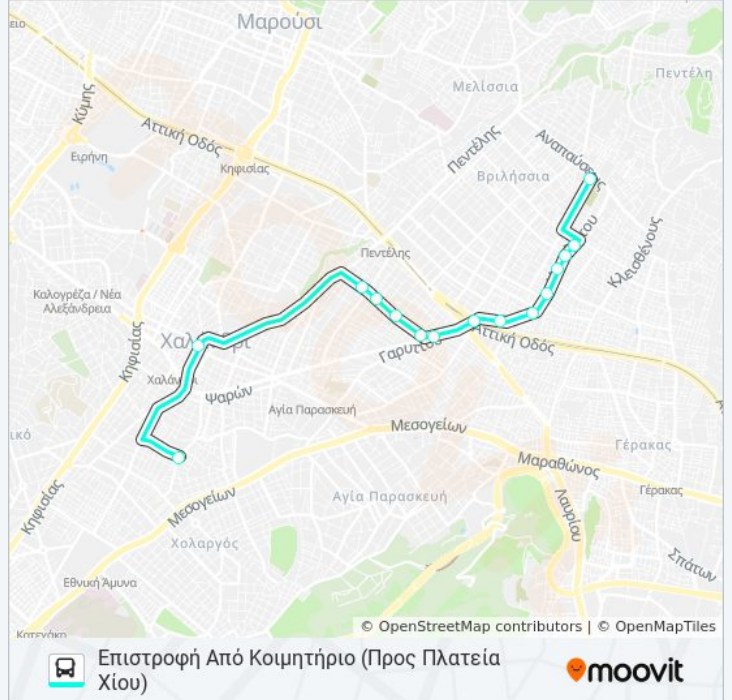 Μαρούσι
Πεντέλη
Μελίσσια
Κύμης
Αττική Οδός
Πεντέλης
Αναπαύσεως
Ειρήνη
Κηφισίας
Βριλήσσια
Κλεισθένους
Πεντέλης
Καλογρέζα / Νέα
Αλεξάνδρεια
Κηφισίας
Αττική Οδός
Ψαρών
Αγία Παρασκευή
Μεσογείων
Γέρακας
Μαραθώνος
Γέρακας
Κηφισίας
Μεσογείων
Αγία Παρασκευή
Λαυρίου
Χολαργός
Σπάτων
Εθνική Άμυνα
© OpenStreetMap contributors | © OpenMapTiles
Επιστροφή Από Κοιμητήριο (Προς Πλατεία
Χίου)
moovit